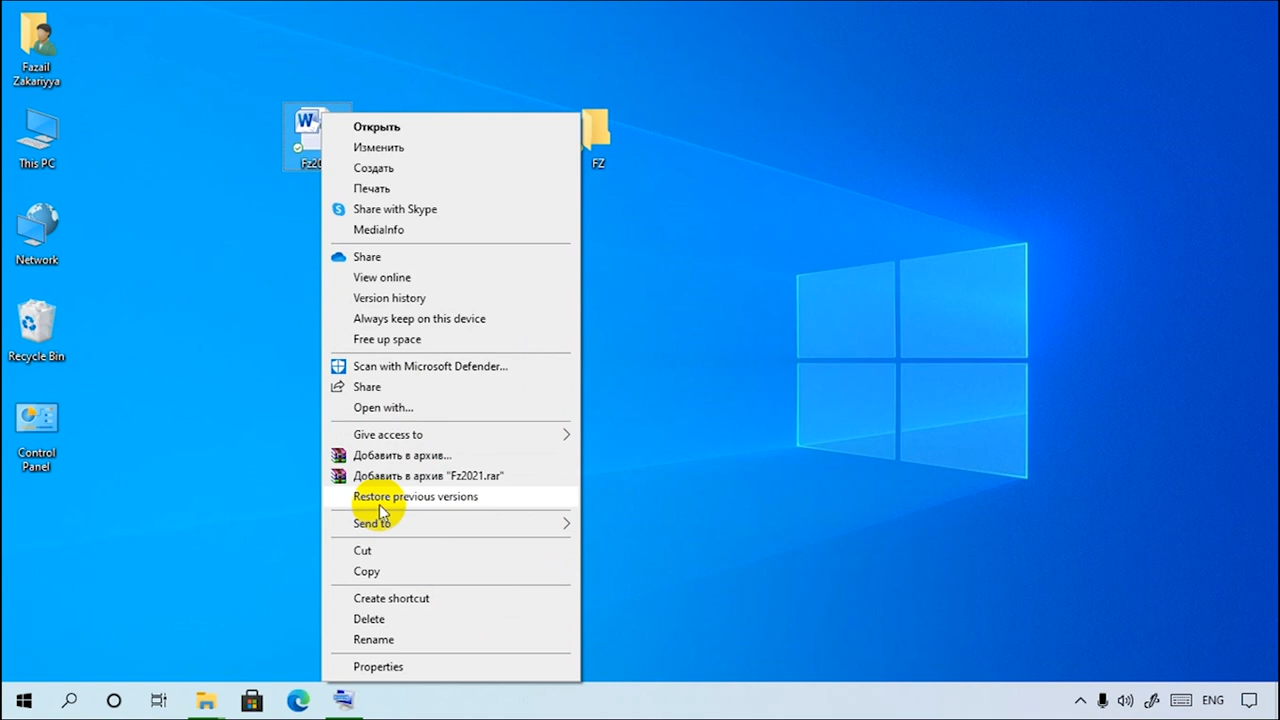 Fazail
Zakariyya
This PC
Network
Recycle Bin
Control
Panel
FZ
Открыть
Изменить
Создать
Печать
Share with Skype
MediaInfo
Share
View online
Version history
Always keep on this device
Free up space
Scan with Microsoft Defender...
Share
Open with...
Give access to
Добавить в архив...
Добавить в архив "Fz2021.rar"
Restore previous versions
Send to
Cut
Copy
Create shortcut
Delete
Rename
Properties
ENG